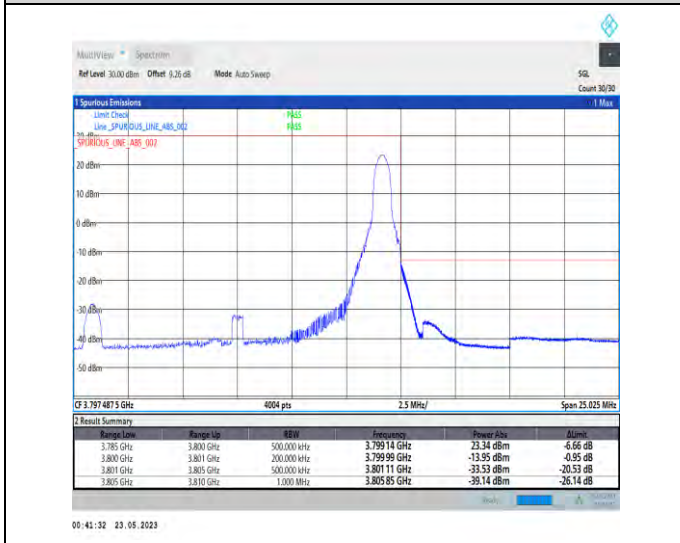 MultiView Spectrum
Ref Level 30.00 dBm Offset 9.26 dB Mode Auto Sweep SGL
Count 30/30
1 Spurious Emissions 1 Max
Limit Check PASS
Line _SPURIOUS_LINE_ABS_002 PASS
_SPURIOUS_LINE_ABS_002
20 dBm
10 dBm
0 dBm
-10 dBm
-20 dBm
-30 dBm
-40 dBm
-50 dBm
CF 3.797 487 5 GHz 4004 pts 2.5 MHz/ Span 25.025 MHz
2 Result Summary
Range Low Range Up RBW Frequency Power Abs ΔLimit
3.785 GHz 3.800 GHz 500.000 kHz 3.799 14 GHz 23.34 dBm -6.66 dB
3.800 GHz 3.801 GHz 200.000 kHz 3.799 99 GHz -13.95 dBm -0.95 dB
3.801 GHz 3.805 GHz 500.000 kHz 3.801 11 GHz -33.53 dBm -20.53 dB
3.805 GHz 3.810 GHz 1.000 MHz 3.805 85 GHz -39.14 dBm -26.14 dB
00:41:32 23.05.2023